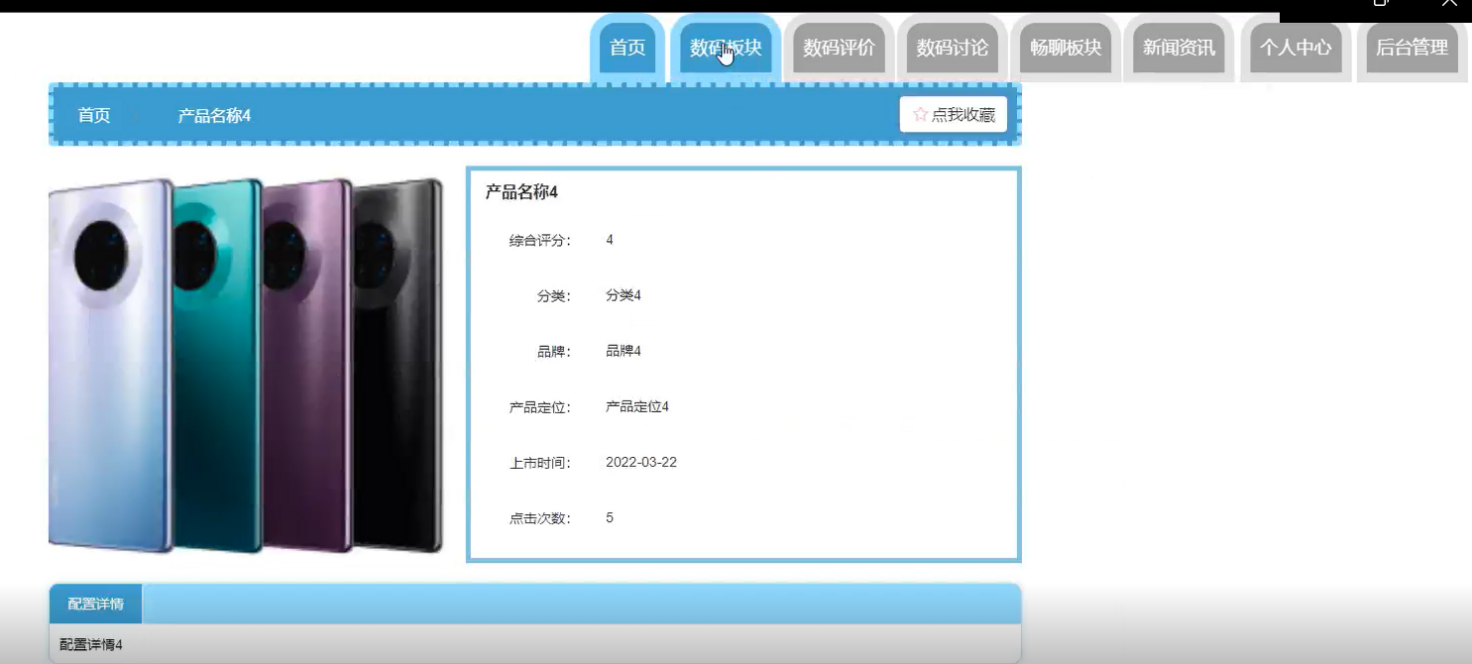 首页 数码板块 数码评价 数码讨论 畅聊板块 新闻资讯 个人中心 后台管理
首页 产品名称4 ☆点我收藏
产品名称4
综合评分： 4
分类： 分类4
品牌： 品牌4
产品定位： 产品定位4
上市时间： 2022-03-22
点击次数： 5
配置详情
配置详情4